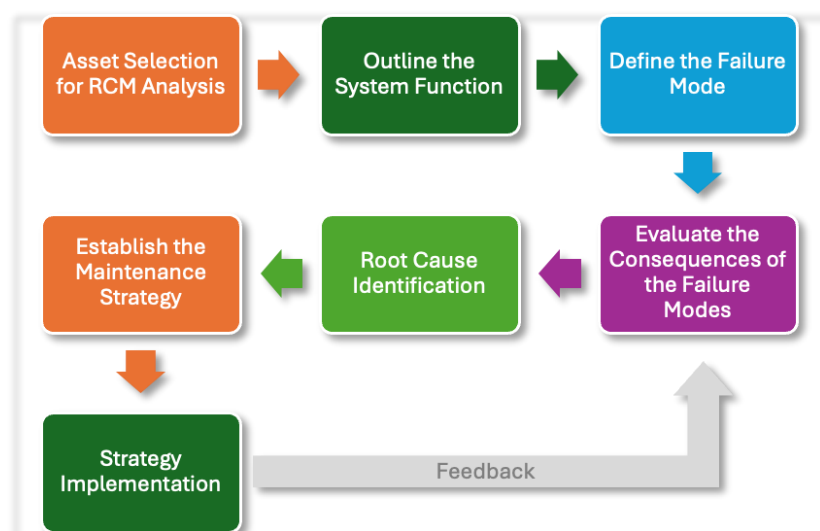 Asset Selection
for RCM Analysis
Outline the
System Function
Define the Failure
Mode
Evaluate the
Consequences of
the Failure
Modes
Root Cause
Identification
Establish the
Maintenance
Strategy
Strategy
Implementation
Feedback